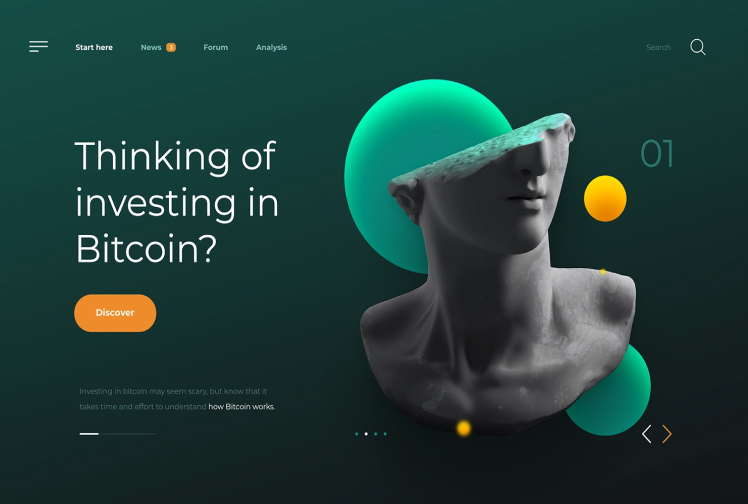 Start here
News 3
Forum
Analysis
Search
Thinking of
investing in
Bitcoin?
01
Discover
Investing in bitcoin may seem scary, but know that it
takes time and effort to understand how Bitcoin works.